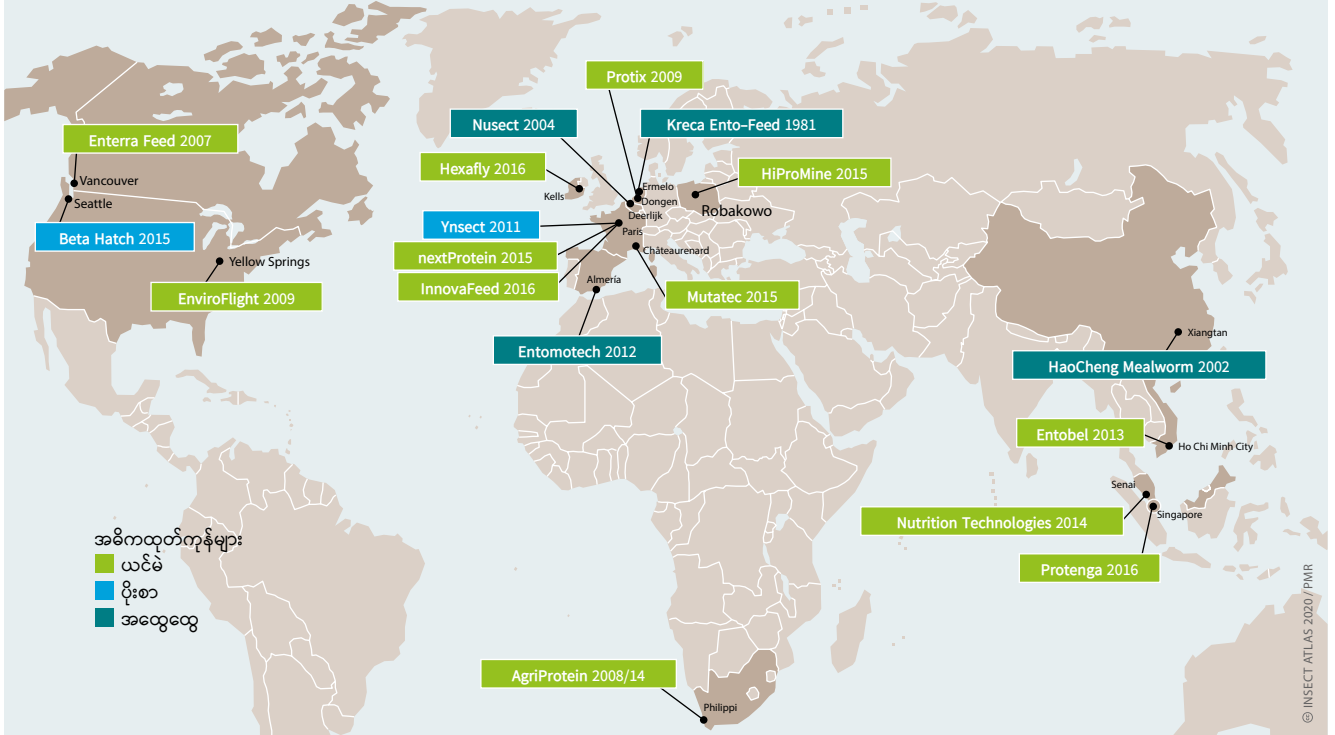 Protix 2009
Nusect 2004
Kreca Ento-Feed 1981
Enterra Feed 2007
Hexafly 2016
HiProMine 2015
Vancouver
Seattle
Kells
Ermelo
Dongen
Deerlijk
Robakowo
Beta Hatch 2015
Ynsect 2011
Paris
nextProtein 2015
Châteaurenard
Yellow Springs
InnovaFeed 2016
Almería
EnviroFlight 2009
Mutatec 2015
Xiangtan
Entomotech 2012
HaoCheng Mealworm 2002
Entobel 2013
Ho Chi Minh City
Senai
Singapore
Nutrition Technologies 2014
Protenga 2016
အဓိကထုတ်ကုန်များ
ယင်မဲ
ပိုးစာ
အထွေထွေ
AgriProtein 2008/14
Philippi
© INSECT ATLAS 2020 / PMR